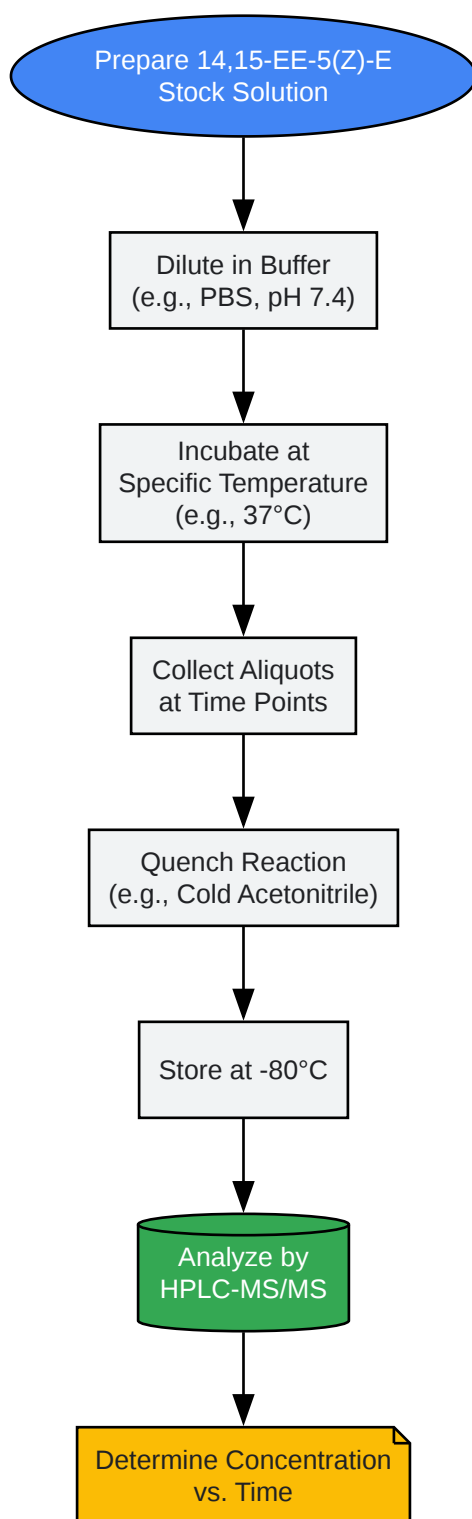 Prepare 14,15-EE-5(Z)-E
Stock Solution
Dilute in Buffer
(e.g., PBS, pH 7.4)
Incubate at
Specific Temperature
(e.g., 37°C)
Collect Aliquots
at Time Points
Quench Reaction
(e.g., Cold Acetonitrile)
Store at -80°C
Analyze by
HPLC-MS/MS
Determine Concentration
vs. Time